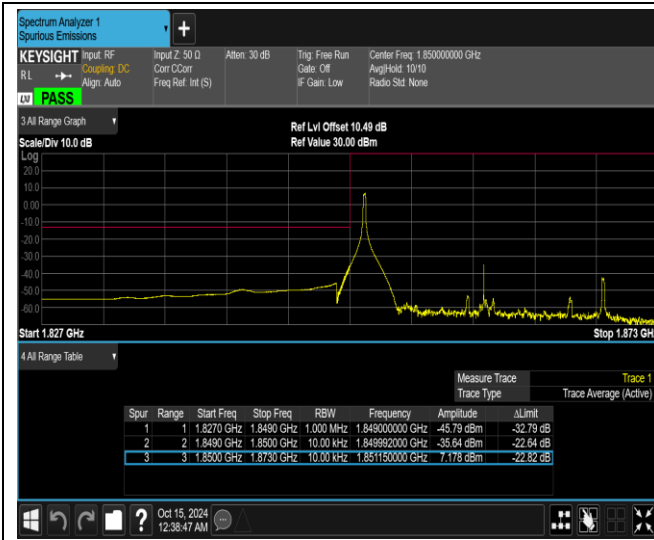 Spectrum Analyzer 1
Spurious Emissions
+
KEYSIGHT Input: RF Input Z: 50 Ω Atten: 30 dB Trig: Free Run Center Freq: 1.850000000 GHz
RL Coupling: DC Corr CCorr Gate: Off Avg|Hold: 10/10
Align: Auto Freq Ref: Int (S) IF Gain: Low Radio Std: None
LXI PASS
3 All Range Graph
Ref Lvl Offset 10.49 dB
Scale/Div 10.0 dB Ref Value 30.00 dBm
Log
20.0
10.0
0.00
-10.0
-20.0
-30.0
-40.0
-50.0
-60.0
Start 1.827 GHz Stop 1.873 GH
4 All Range Table
Measure Trace Trace 1
Trace Type Trace Average (Active)
Spur Range Start Freq Stop Freq RBW Frequency Amplitude ΔLimit
1 1 1.8270 GHz 1.8490 GHz 1.000 MHz 1.849000000 GHz -45.79 dBm -32.79 dB
2 2 1.8490 GHz 1.8500 GHz 10.00 kHz 1.849992000 GHz -35.64 dBm -22.64 dB
3 3 1.8500 GHz 1.8730 GHz 10.00 kHz 1.851150000 GHz 7.178 dBm -22.82 dB
? Oct 15, 2024
12:38:47 AM